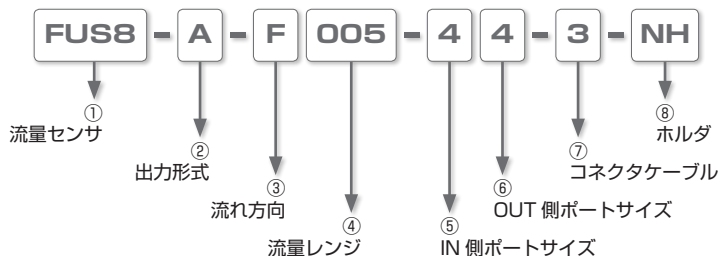 FUS8 - A - F 005 - 4 4 - 3 - NH
①
流量センサ
②
出力形式
③
流れ方向
④
流量レンジ
⑤
IN 側ポートサイズ
⑥
OUT 側ポートサイズ
⑦
コネクタケーブル
⑧
ホルダ